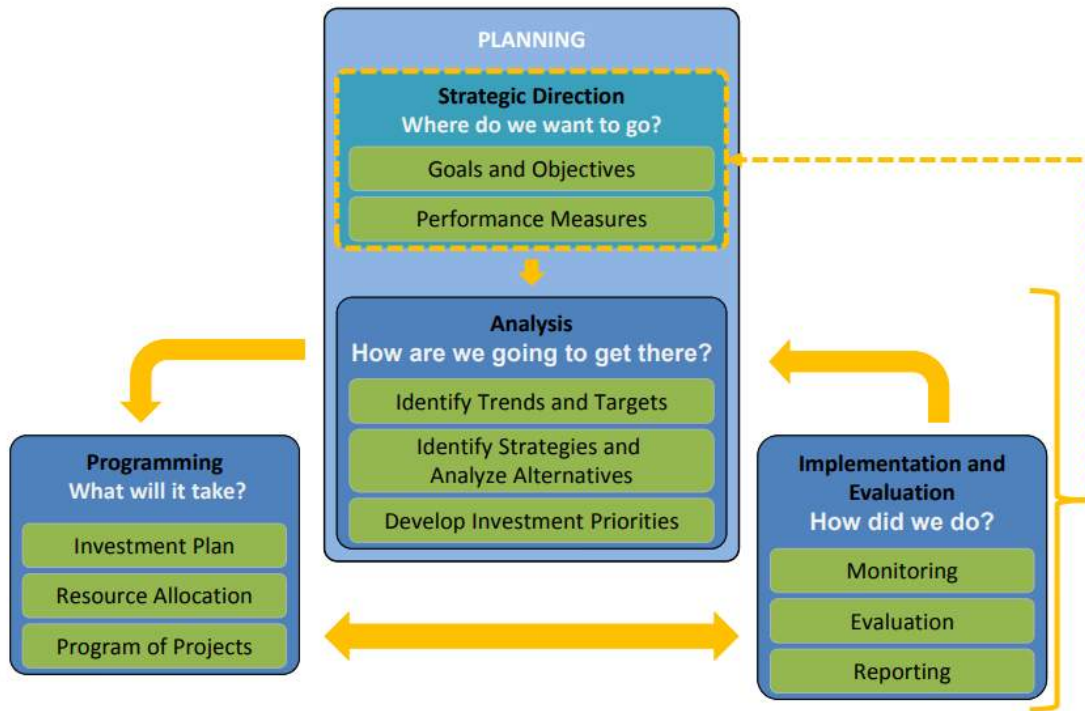 PLANNING
Strategic Direction
Where do we want to go?
Goals and Objectives
Performance Measures
Analysis
How are we going to get there?
Identify Trends and Targets
Identify Strategies and
Analyze Alternatives
Develop Investment Priorities
Programming
What will it take?
Investment Plan
Resource Allocation
Program of Projects
Implementation and
Evaluation
How did we do?
Monitoring
Evaluation
Reporting